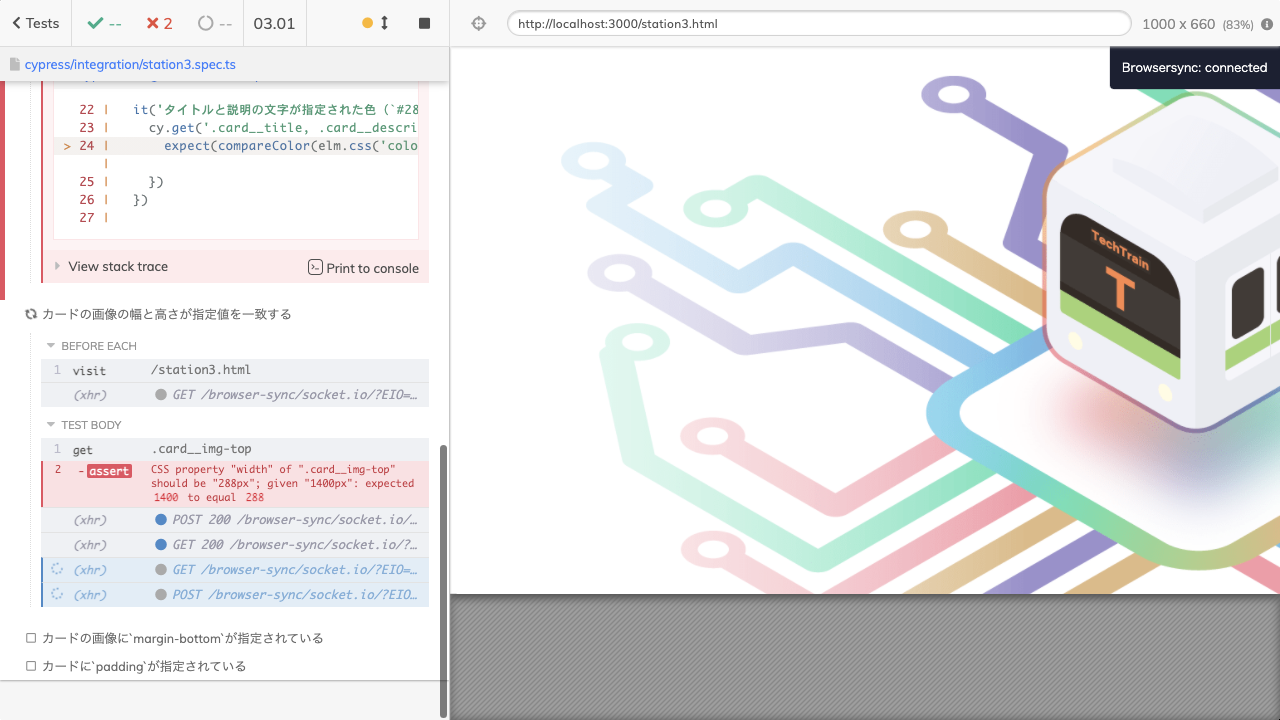 Tests
--
2
--
03.01
http://localhost:3000/station3.html
1000 x 660 (83%)
cypress/integration/station3.spec.ts
Browsersync: connected
22 | it('タイトルと説明の文字が指定された色（`#28
23 | cy.get('.card__title, .card__descri
> 24 | expect(compareColor(elm.css('colo
|
25 | })
26 | })
27 |
View stack trace
Print to console
カードの画像の幅と高さが指定値を一致する
BEFORE EACH
1 visit /station3.html
(xhr) GET /browser-sync/socket.io/?EIO=…
TEST BODY
1 get .card__img-top
2 -assert CSS property "width" of ".card__img-top"
should be "288px"; given "1400px": expected
1400 to equal 288
(xhr) POST 200 /browser-sync/socket.io/…
(xhr) GET 200 /browser-sync/socket.io/?…
(xhr) GET /browser-sync/socket.io/?EIO=…
(xhr) POST /browser-sync/socket.io/?EIO…
カードの画像に`margin-bottom`が指定されている
カードに`padding`が指定されている
TechTrain
T